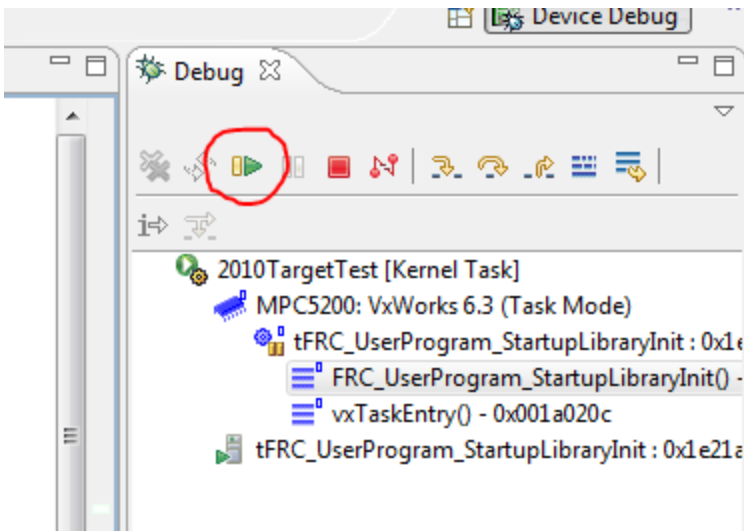 Device Debug
Debug
i
2010TargetTest [Kernel Task]
MPC5200: VxWorks 6.3 (Task Mode)
tFRC_UserProgram_StartupLibraryInit : 0x1e
FRC_UserProgram_StartupLibraryInit() -
vxTaskEntry() - 0x001a020c
tFRC_UserProgram_StartupLibraryInit : 0x1e21a